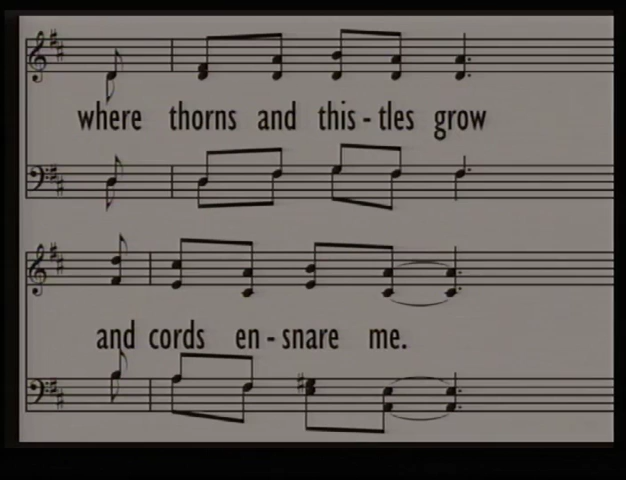 where thorns and this - tles grow
and cords en - snare me.